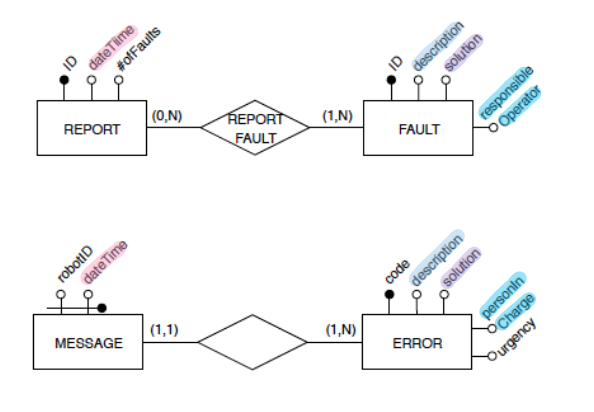 ID
dateTlime
#ofFaults
ID
description
solution
responsible
Operator
REPORT
(0,N)
REPORT
FAULT
(1,N)
FAULT
robotID
dateTime
code
description
solution
personIn
Charge
urgency
MESSAGE
(1,1)
(1,N)
ERROR